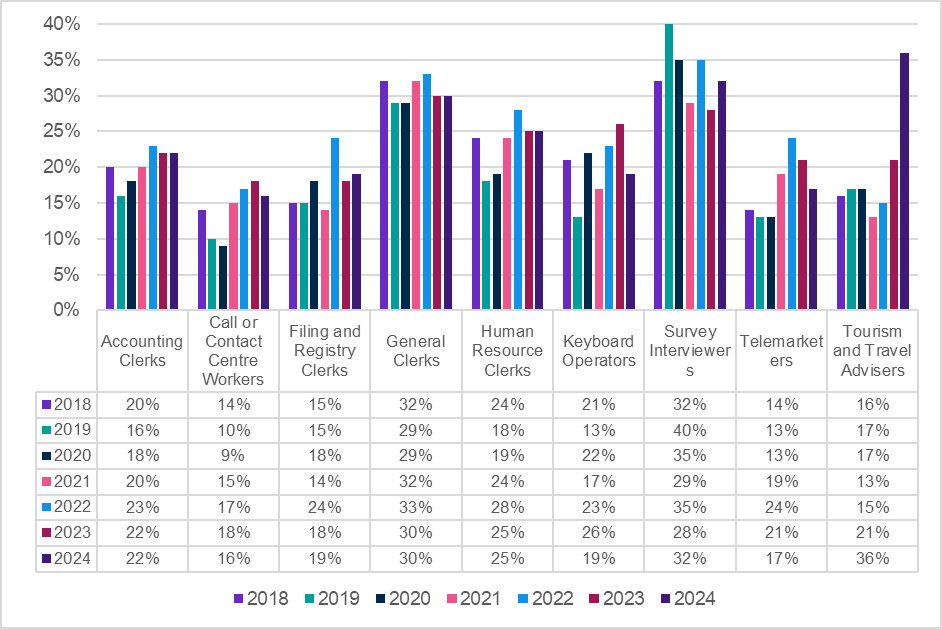 40%
35%
30%
25%
20%
15%
10%
5%
0%
Accounting Clerks
Call or Contact Centre Workers
Filing and Registry Clerks
General Clerks
Human Resource Clerks
Keyboard Operators
Survey Interviewer s
Telemarket ers
Tourism and Travel Advisers
2018 20% 14% 15% 32% 24% 21% 32% 14% 16%
2019 16% 10% 15% 29% 18% 13% 40% 13% 17%
2020 18% 9% 18% 29% 19% 22% 35% 13% 17%
2021 20% 15% 14% 32% 24% 17% 29% 19% 13%
2022 23% 17% 24% 33% 28% 23% 35% 24% 15%
2023 22% 18% 18% 30% 25% 26% 28% 21% 21%
2024 22% 16% 19% 30% 25% 19% 32% 17% 36%
2018 2019 2020 2021 2022 2023 2024